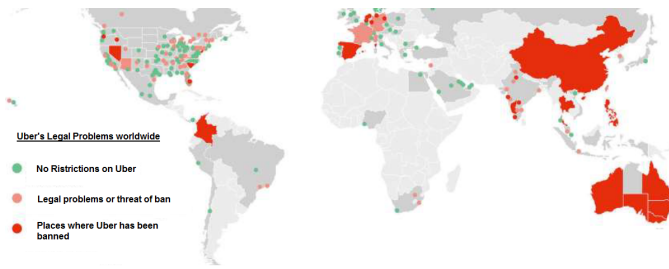 Uber's Legal Problems worldwide
No Ristrictions on Uber
Legal problems or threat of ban
Places where Uber has been
banned